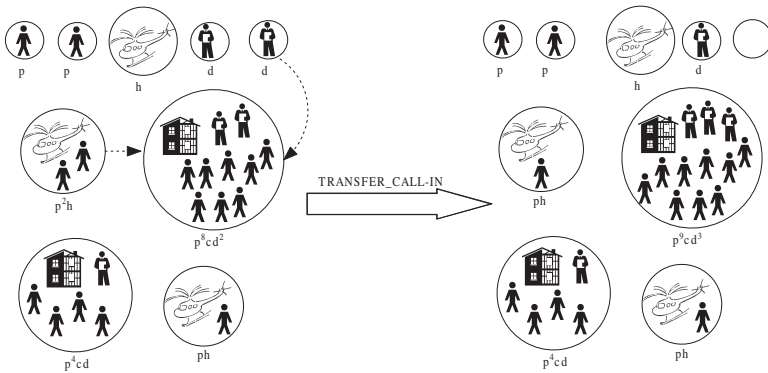 p p h d d
h d
p p
p²h
TRANSFER_CALL-IN
ph
p⁸cd²
p⁹cd³
p⁴cd
ph
p⁴cd
ph